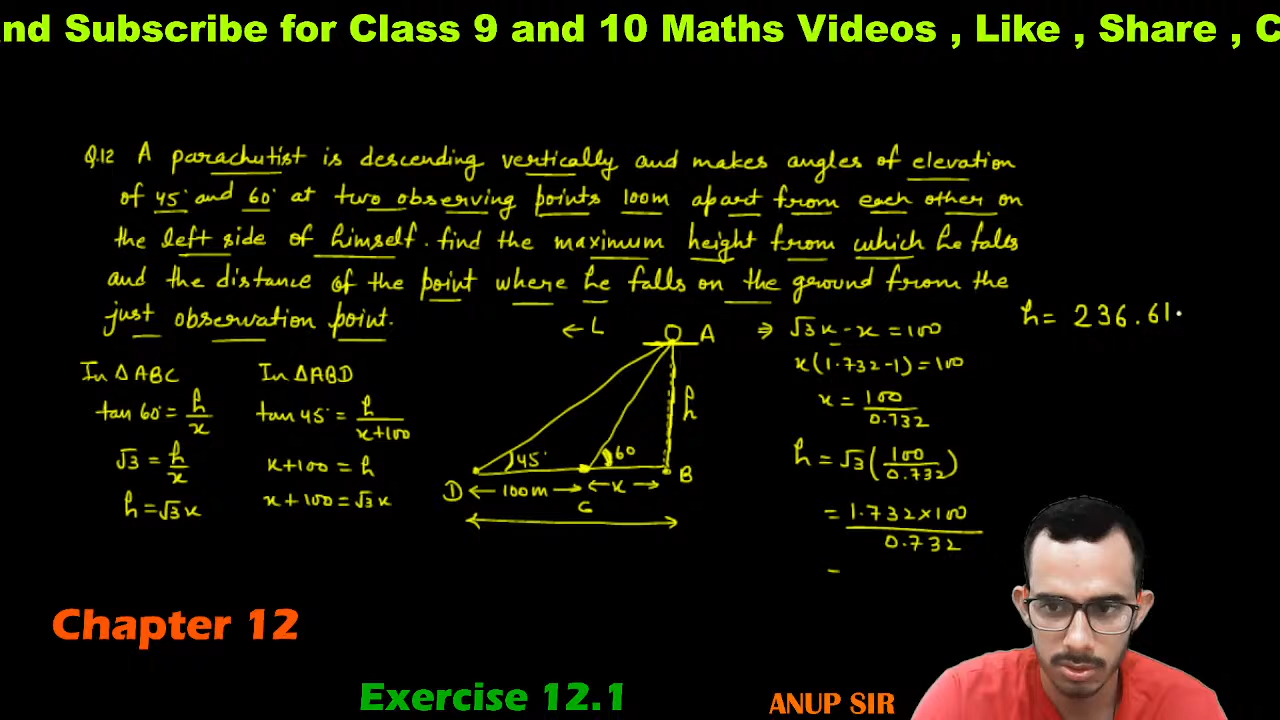 nd Subscribe for Class 9 and 10 Maths Videos , Like , Share , C
Q.12 A parachutist is descending vertically and makes angles of elevation
of 45° and 60° at two observing points 100m apart from each other on
the left side of himself. find the maximum height from which he falls
and the distance of the point where he falls on the ground from the
just observation point.
In △ABC
tan 60° = h/x
√3 = h/x
h = √3x
In △ABD
tan 45° = h/x+100
x+100 = h
x+100 = √3x
← L
A
h
45°
60
D
100m
C
x
B
⇒ √3x - x = 100
x(1.732-1) = 100
x = 100/0.732
h = √3(100/0.732)
= 1.732×100/0.732
=
h = 236.61
Chapter 12
Exercise 12.1
ANUP SIR